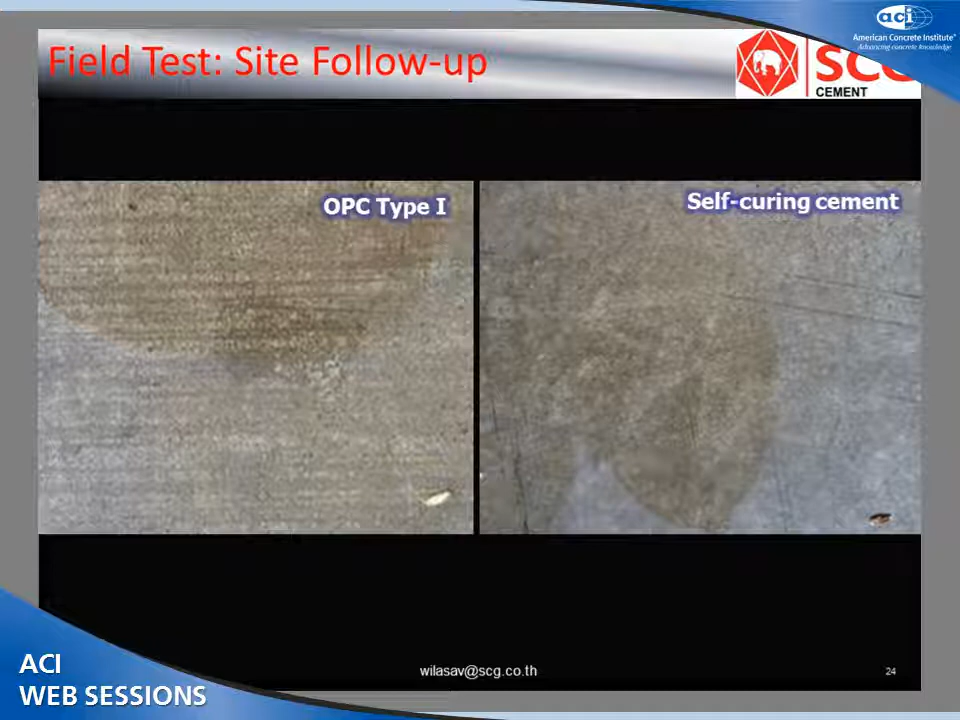 aci
American Concrete Institute®
Advancing concrete knowledge
Field Test: Site Follow-up
CEMENT
OPC Type I
Self-curing cement
ACI
WEB SESSIONS
wilasav@scg.co.th
24